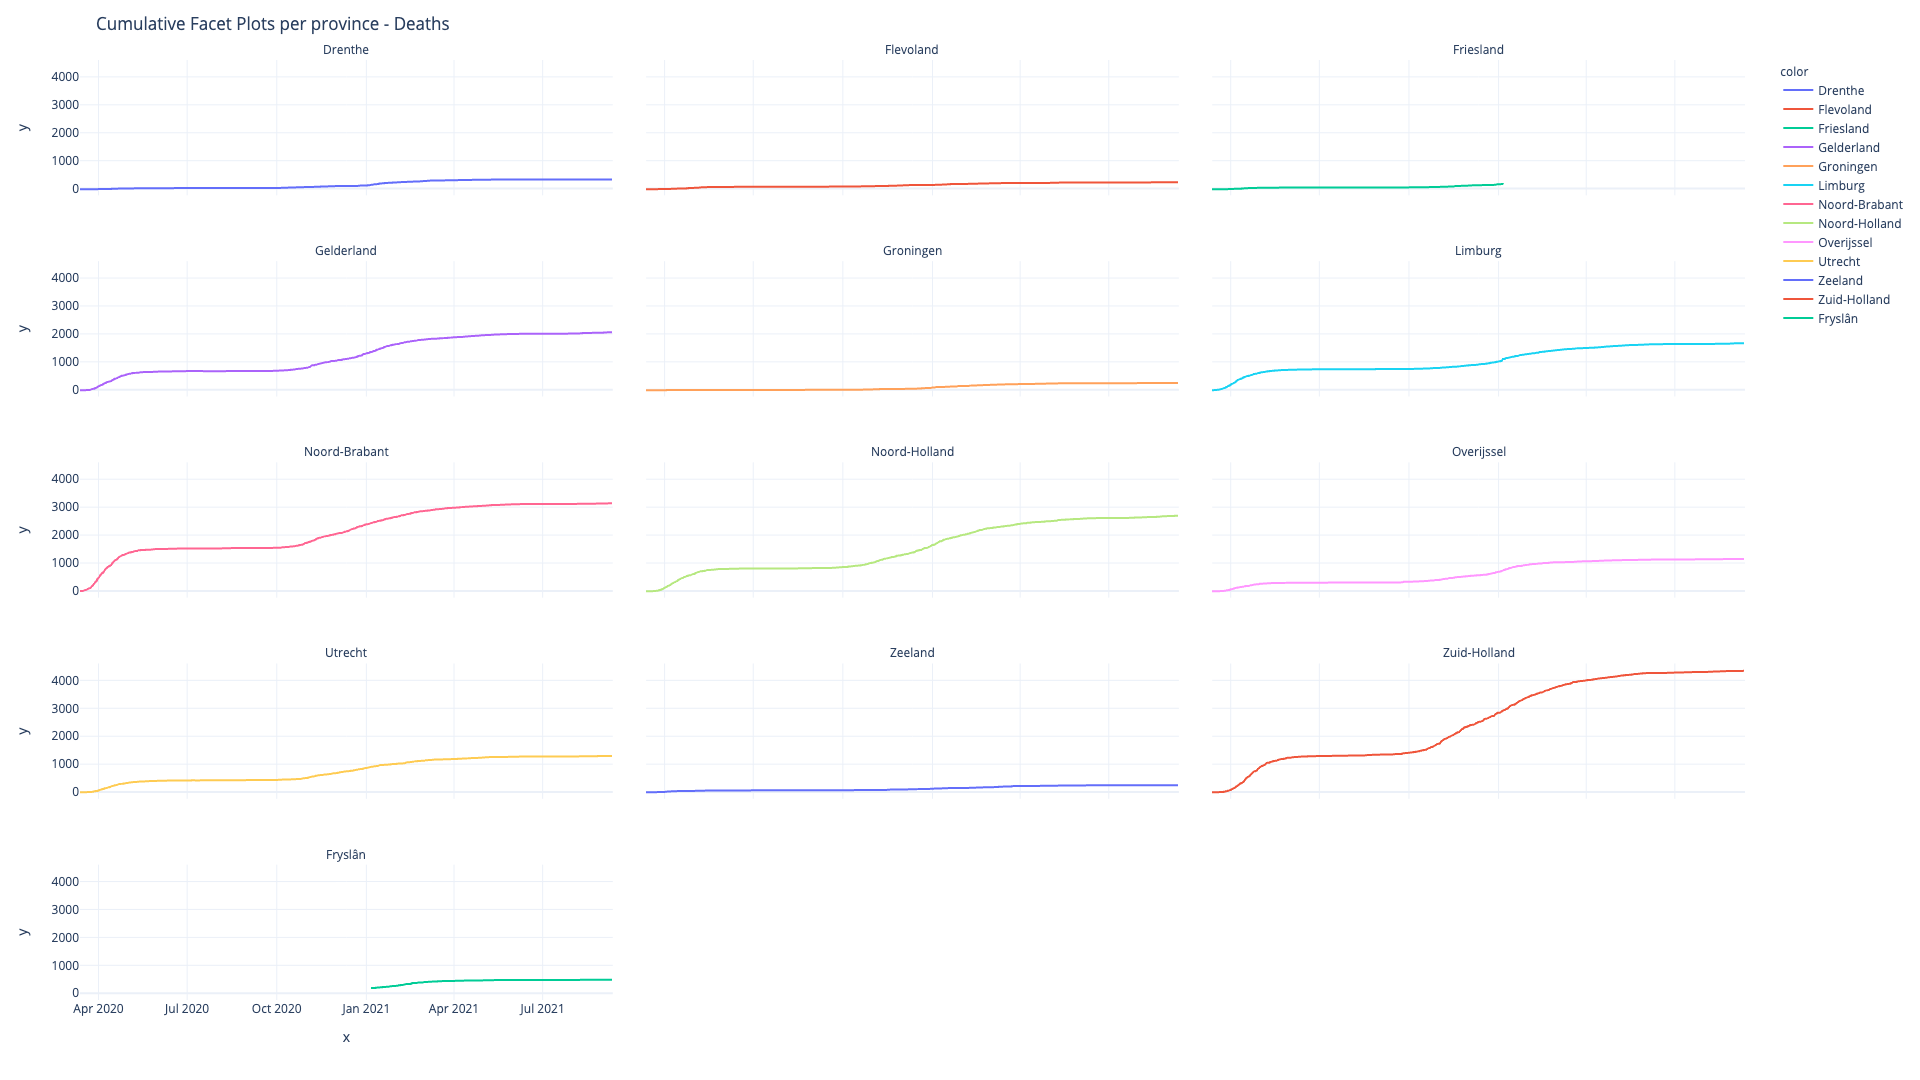 Cumulative Facet Plots per province - Deaths
Drenthe
Flevoland
Friesland
4000
3000
2000
1000
0
y
Gelderland
Groningen
Limburg
4000
3000
2000
1000
0
y
Noord-Brabant
Noord-Holland
Overijssel
4000
3000
2000
1000
0
y
Utrecht
Zeeland
Zuid-Holland
4000
3000
2000
1000
0
y
Fryslân
4000
3000
2000
1000
0
y
Apr 2020
Jul 2020
Oct 2020
Jan 2021
Apr 2021
Jul 2021
x
color
Drenthe
Flevoland
Friesland
Gelderland
Groningen
Limburg
Noord-Brabant
Noord-Holland
Overijssel
Utrecht
Zeeland
Zuid-Holland
Fryslân